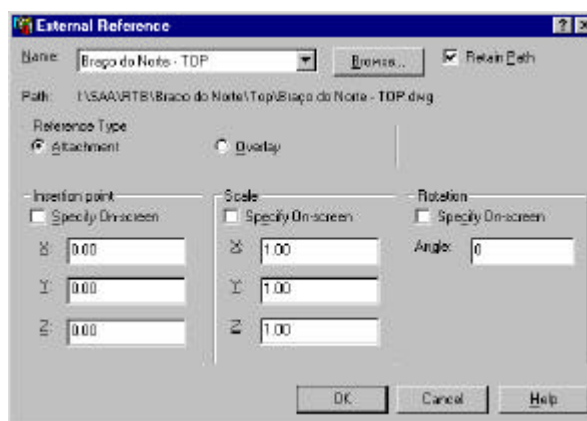 External Reference
Name: Braço do Norte - TOP Browse... Retain Path
Path: I:\SAA\RTB\Braco do Norte\Top\Braço do Norte - TOP.dwg
Reference Type
Attachment Overlay
Insertion point Scale Rotation
Specify On-screen Specify On-screen Specify On-screen
X: 0.00 X: 1.00 Angle: 0
Y: 0.00 Y: 1.00
Z: 0.00 Z 1.00
OK Cancel Help